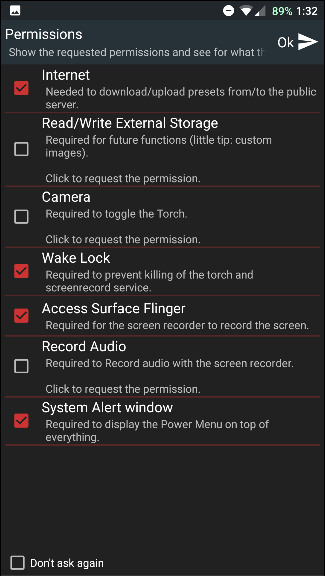 89% 1:32
Permissions
Show the requested permissions and see for what
Ok
Internet
Needed to download/upload presets from/to the public
server.
Read/Write External Storage
Required for future functions (little tip: custom
images).
Click to request the permission.
Camera
Required to toggle the Torch.
Click to request the permission.
Wake Lock
Required to prevent killing of the torch and
screenrecord service.
Access Surface Flinger
Required for the screen recorder to record the screen.
Record Audio
Required to Record audio with the screen recorder.
Click to request the permission.
System Alert window
Required to display the Power Menu on top of
everything.
Don't ask again